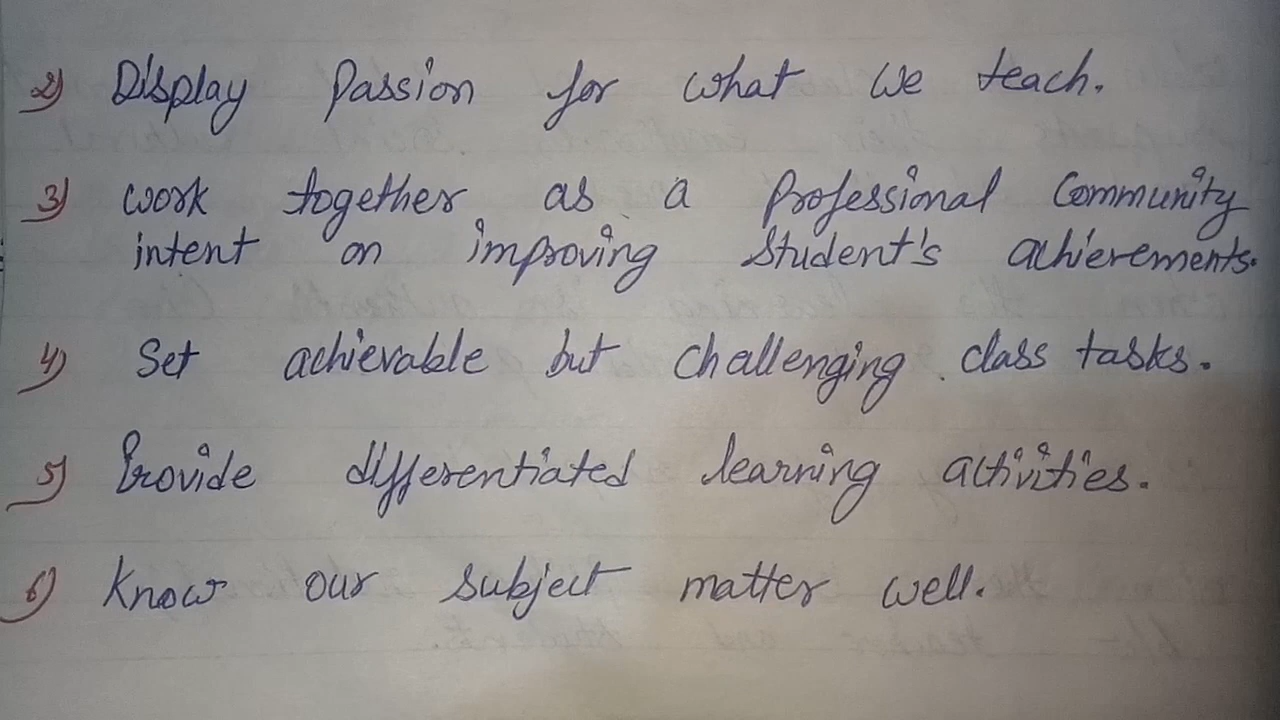 2) Display Passion for what we teach.
3) work together as a Professional Community
intent on improving Student's achievements.
4) Set achievable but challenging class tasks.
5) Provide differentiated learning activities.
6) Know our subject matter well.